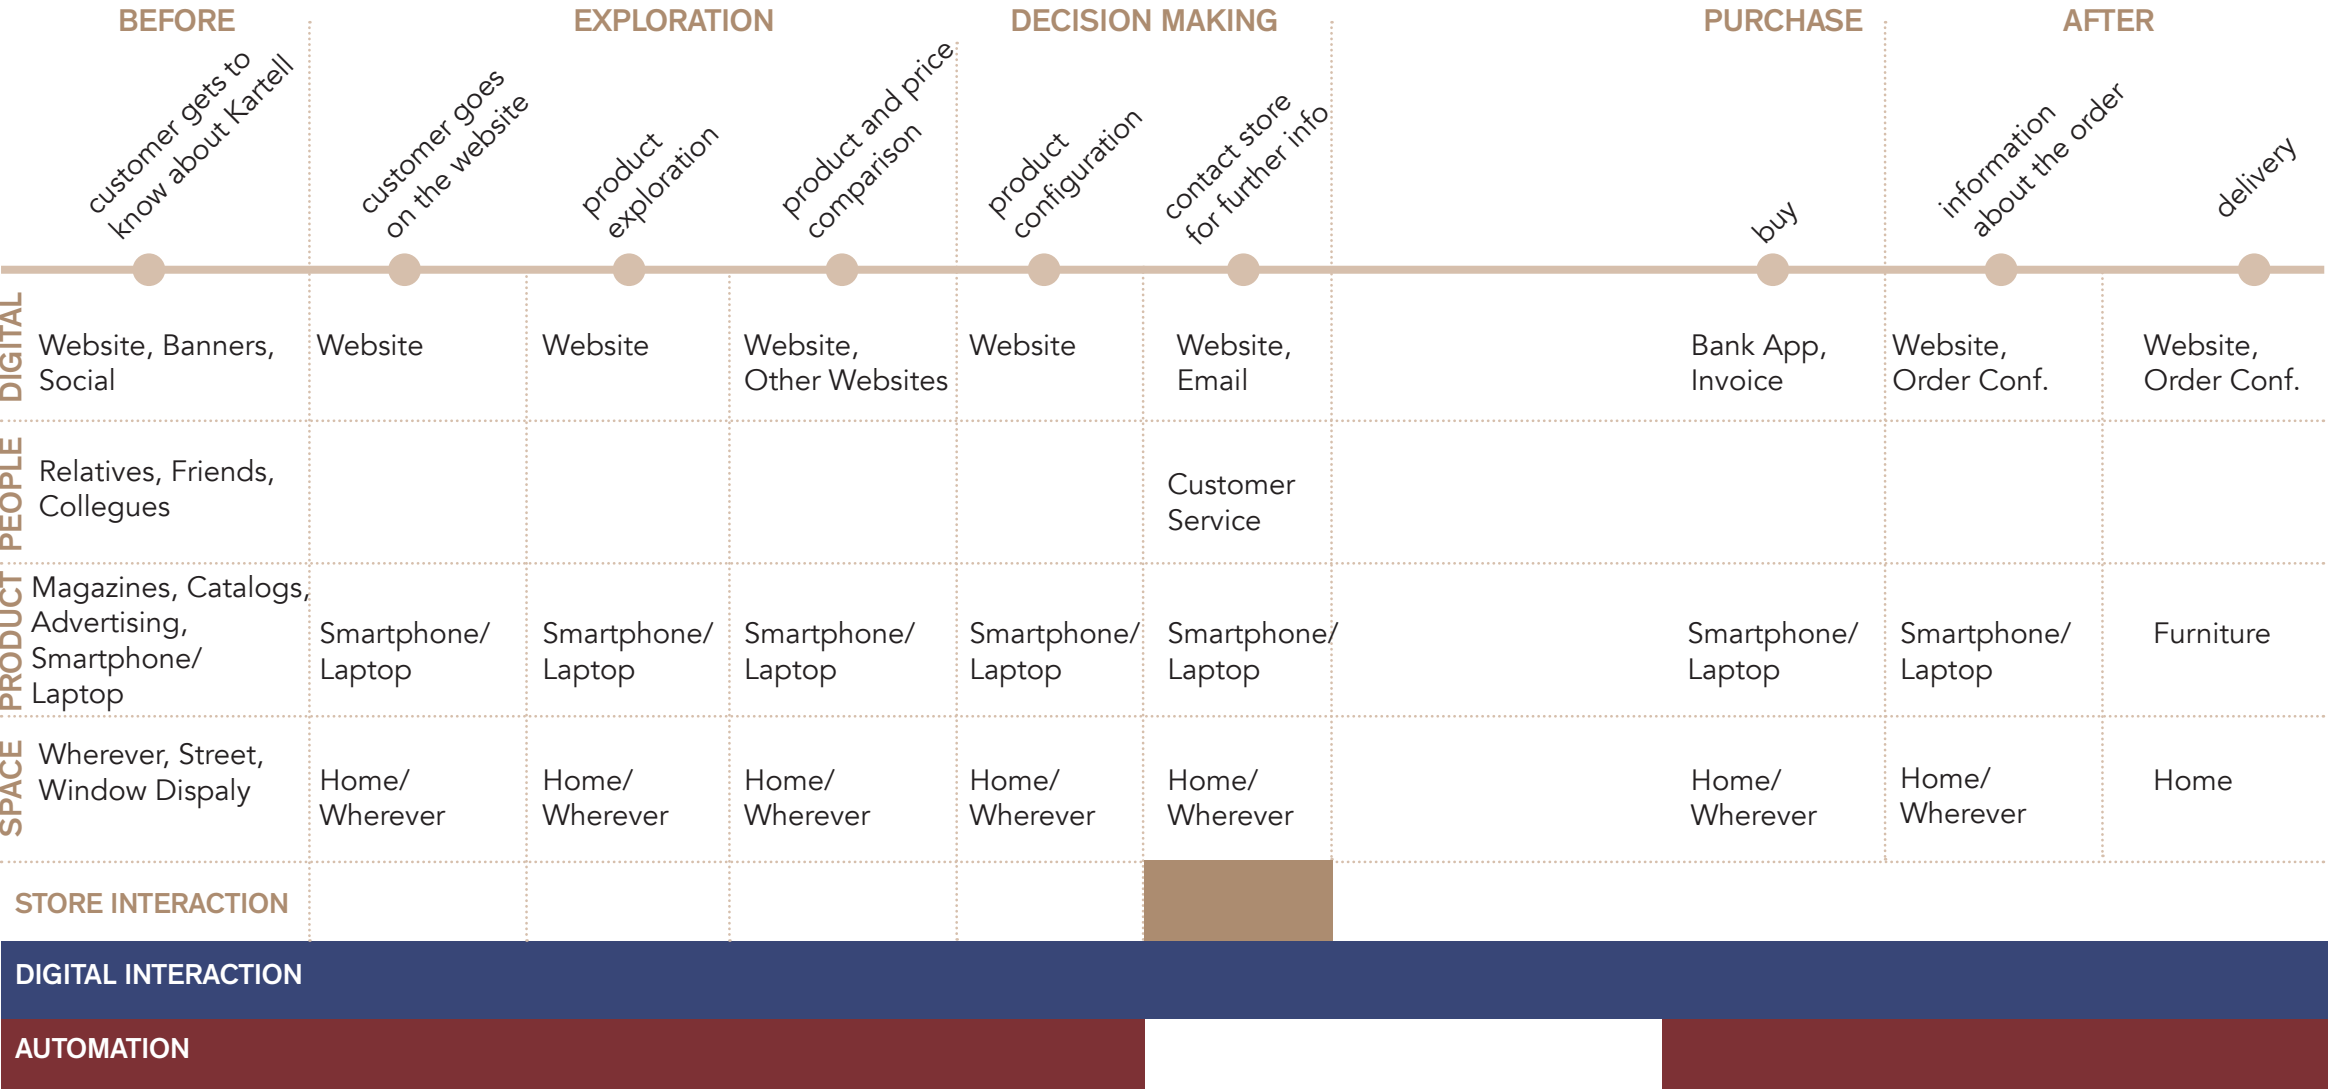 BEFORE
EXPLORATION
DECISION MAKING
PURCHASE
AFTER
customer gets to
know about Kartell
customer goes
on the website
product
exploration
product and price
comparison
product
configuration
contact store
for further info
buy
information
about the order
delivery
DIGITAL
Website, Banners,
Social
Website
Website
Website,
Other Websites
Website
Website,
Email
Bank App,
Invoice
Website,
Order Conf.
Website,
Order Conf.
PEOPLE
Relatives, Friends,
Collegues
Customer
Service
PRODUCT
Magazines, Catalogs,
Advertising,
Smartphone/
Laptop
Smartphone/
Laptop
Smartphone/
Laptop
Smartphone/
Laptop
Smartphone/
Laptop
Smartphone/
Laptop
Smartphone/
Laptop
Smartphone/
Laptop
Furniture
SPACE
Wherever, Street,
Window Dispaly
Home/
Wherever
Home/
Wherever
Home/
Wherever
Home/
Wherever
Home/
Wherever
Home/
Wherever
Home/
Wherever
Home
STORE INTERACTION
DIGITAL INTERACTION
AUTOMATION